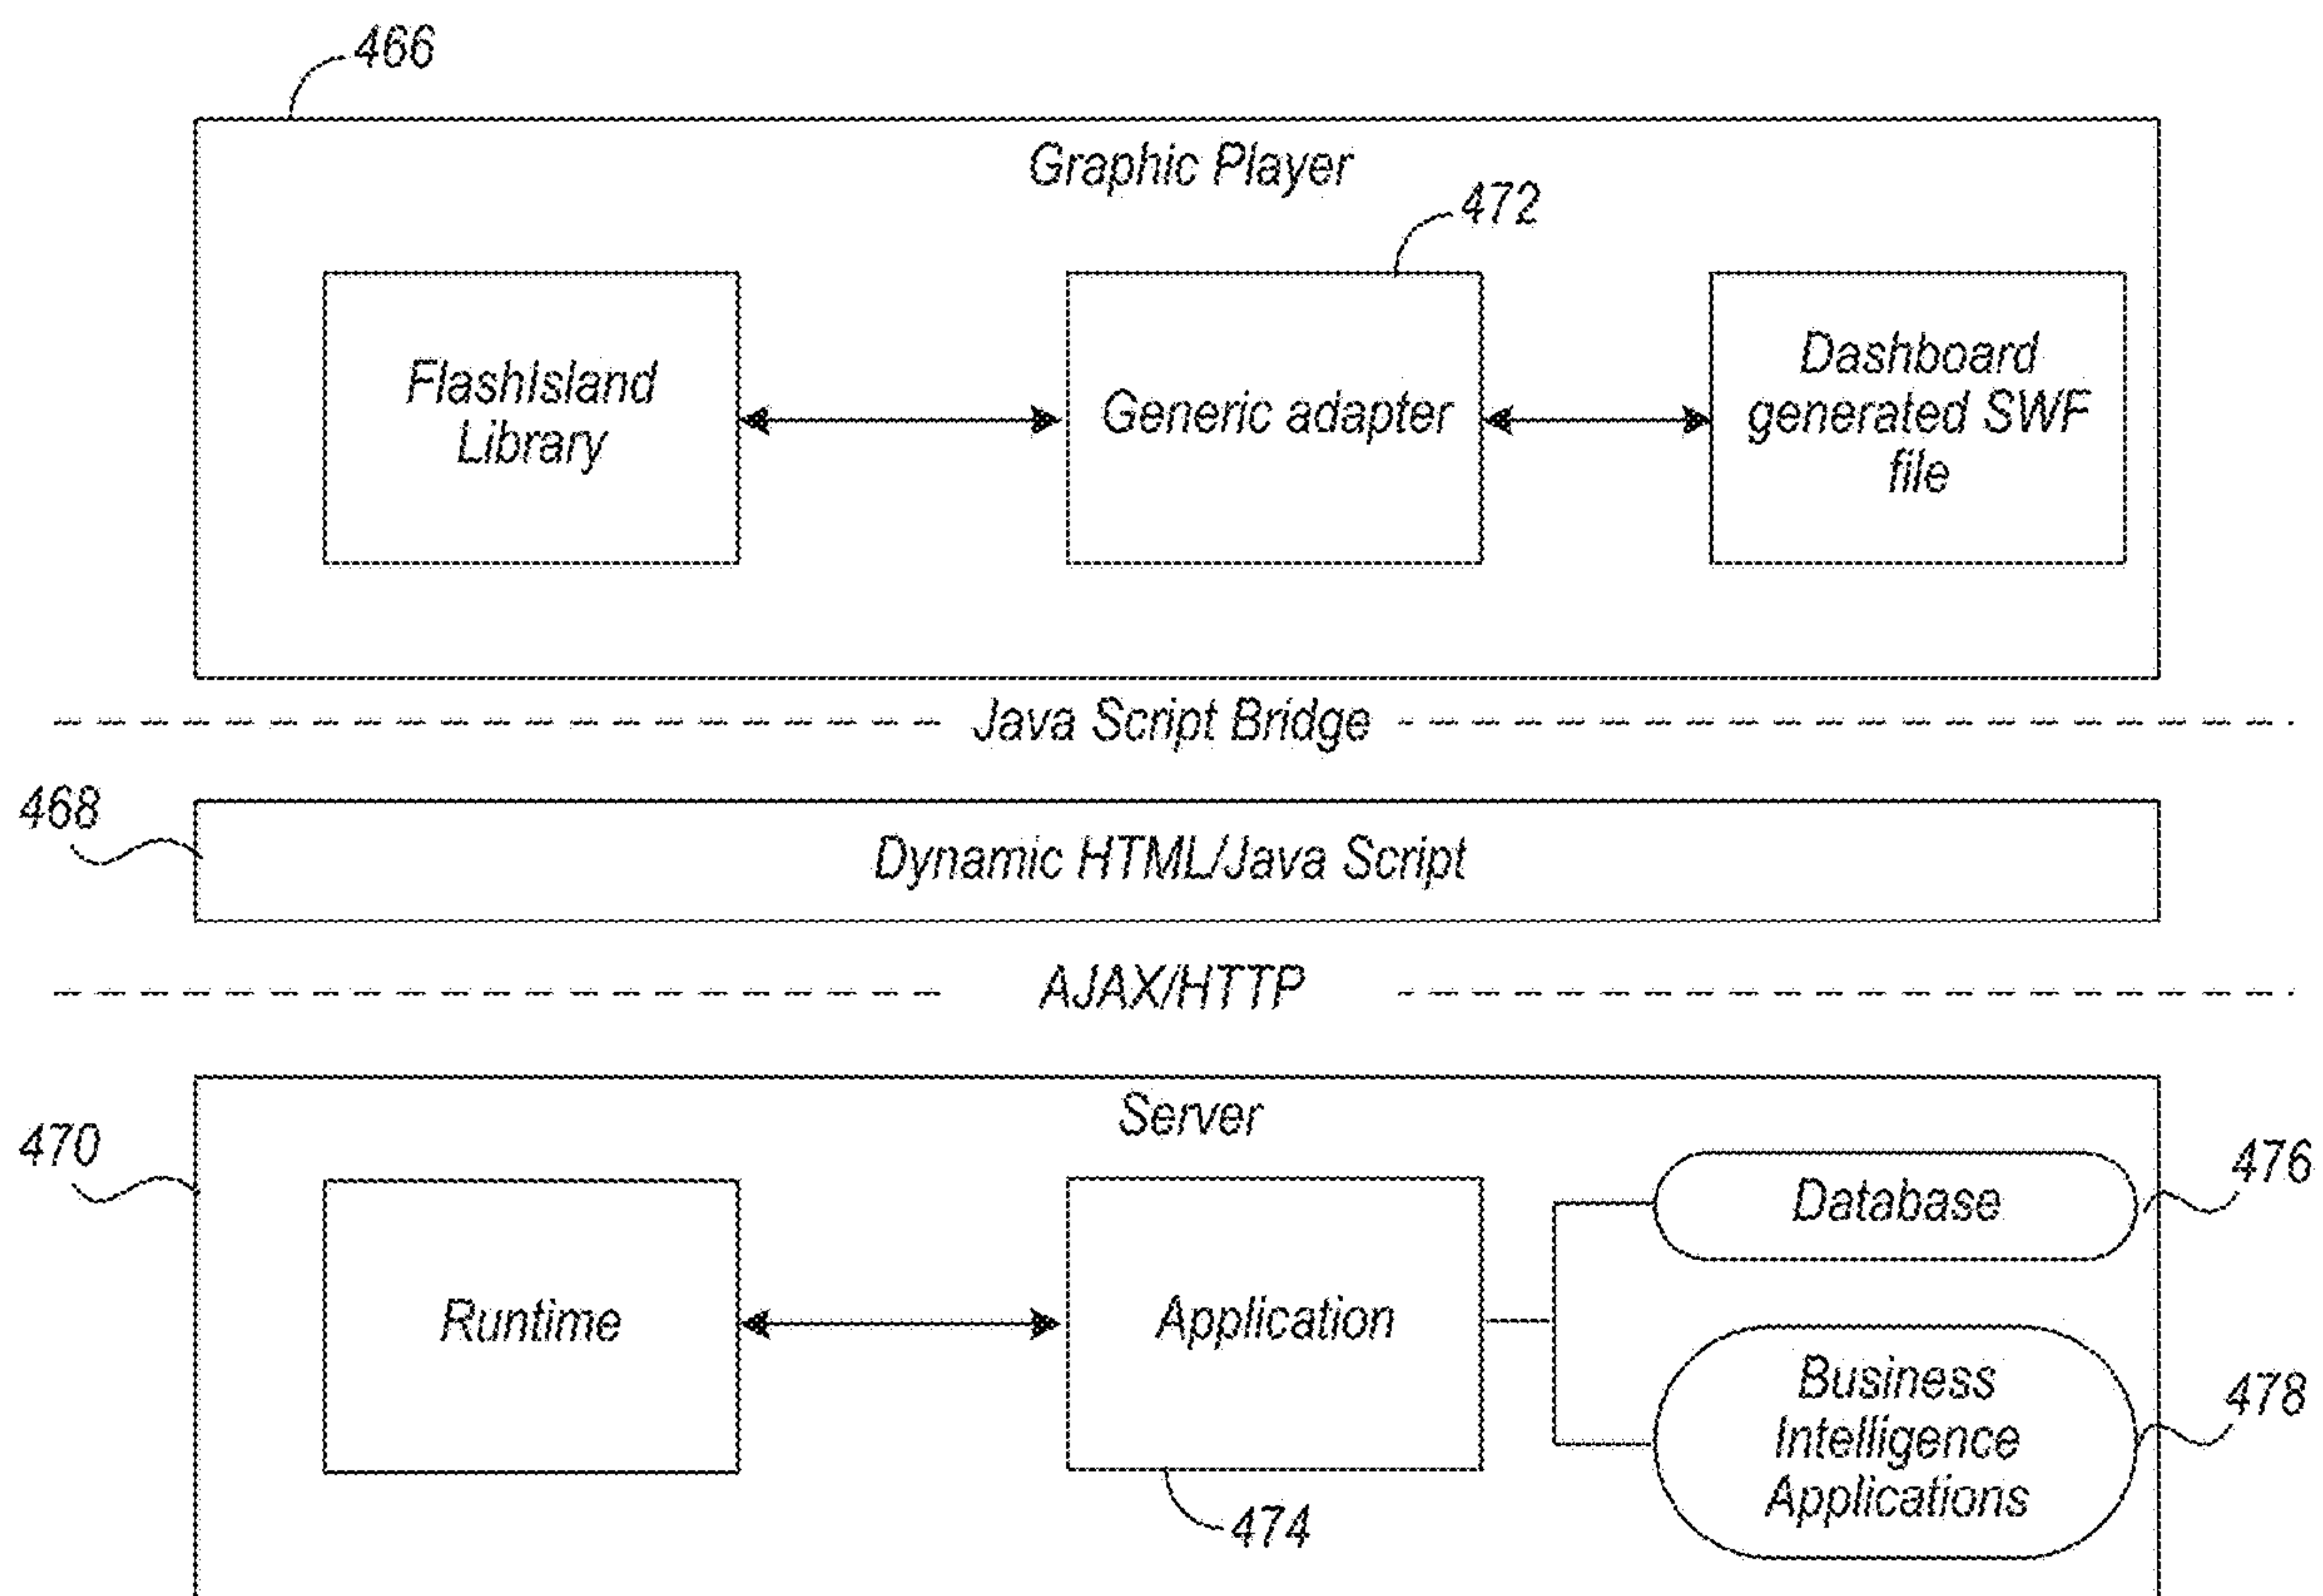 466
Graphic Player
472
FlashIsland
Library
Generic adapter
Dashboard
generated SWF
file
Java Script Bridge
468
Dynamic HTML/Java Script
AJAX/HTTP
Server
470
476
Database
Runtime
Application
Business
Intelligence
Applications
478
474